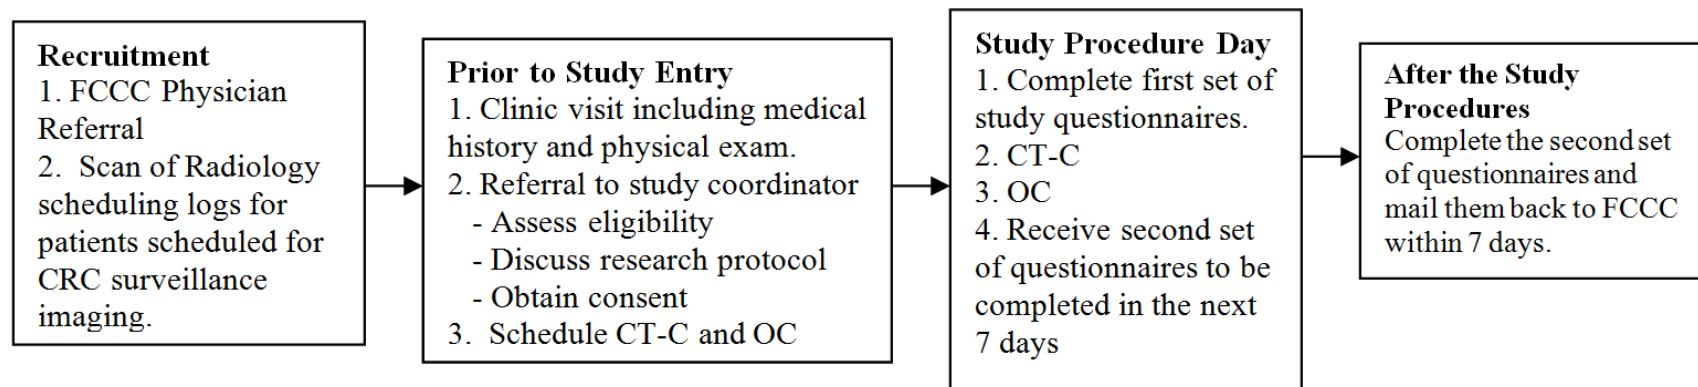 Recruitment
1. FCCC Physician
Referral
2.  Scan of Radiology
scheduling logs for
patients scheduled for
CRC surveillance
imaging.
Prior to Study Entry
1. Clinic visit including medical
history and physical exam.
2. Referral to study coordinator
- Assess eligibility
- Discuss research protocol
- Obtain consent
3.  Schedule CT-C and OC
Study Procedure Day
1. Complete first set of
study questionnaires.
2. CT-C
3. OC
4. Receive second set
of questionnaires to be
completed in the next
7 days
After the Study
Procedures
Complete the second set
of questionnaires and
mail them back to FCCC
within 7 days.